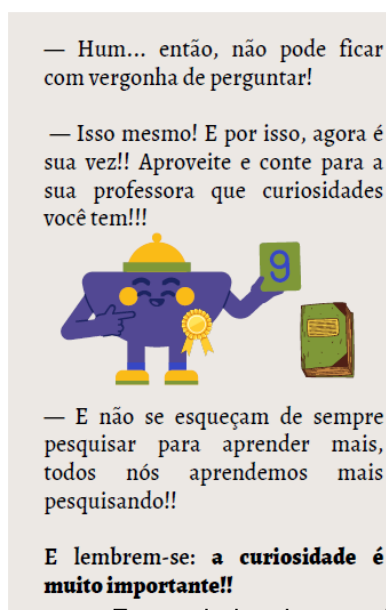 — Hum... então, não pode ficar
com vergonha de perguntar!
— Isso mesmo! E por isso, agora é
sua vez!! Aproveite e conte para a
sua professora que curiosidades
você tem!!!
9
— E não se esqueçam de sempre
pesquisar para aprender mais,
todos nós aprendemos mais
pesquisando!!
E lembrem-se: a curiosidade é
muito importante!!